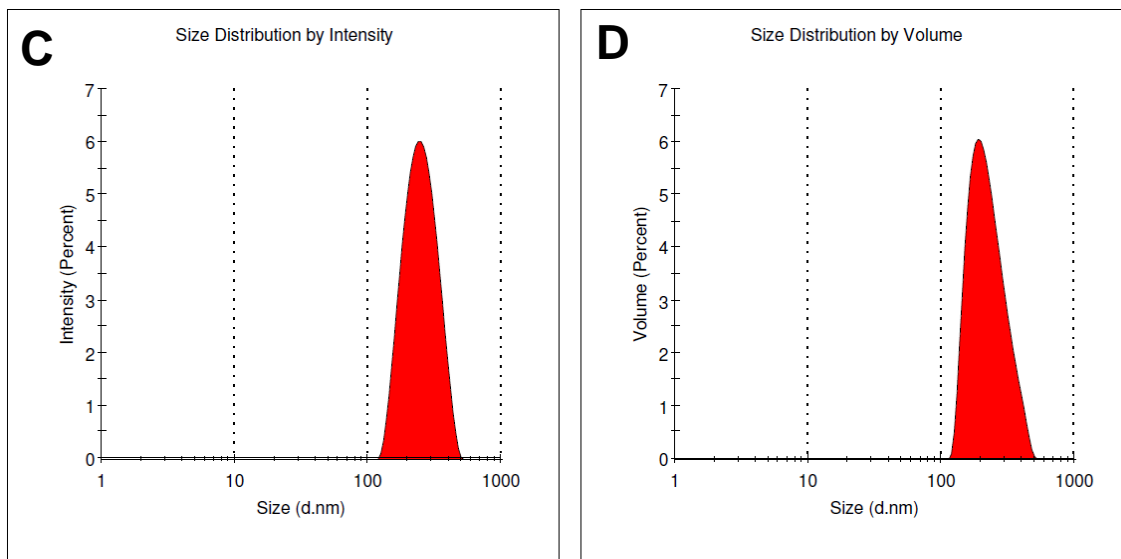 C
Size Distribution by Intensity
7
6
5
4
3
2
1
0
Intensity (Percent)
1 10 100 1000
Size (d.nm)
D
Size Distribution by Volume
7
6
5
4
3
2
1
0
Volume (Percent)
1 10 100 1000
Size (d.nm)